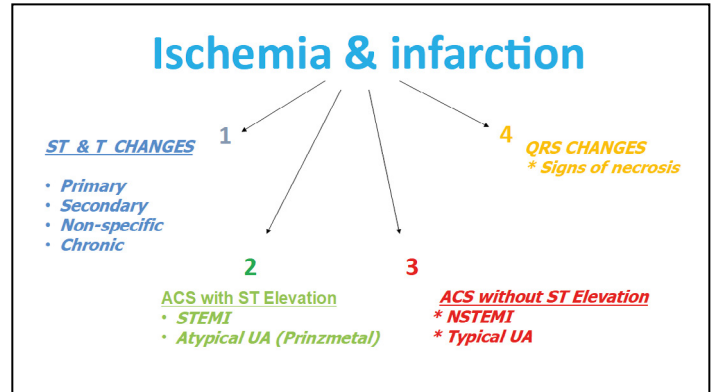 Ischemia & infarction
1
ST & T CHANGES
• Primary
• Secondary
• Non-specific
• Chronic
2
ACS with ST Elevation
• STEMI
• Atypical UA (Prinzmetal)
3
ACS without ST Elevation
* NSTEMI
* Typical UA
4
QRS CHANGES
* Signs of necrosis